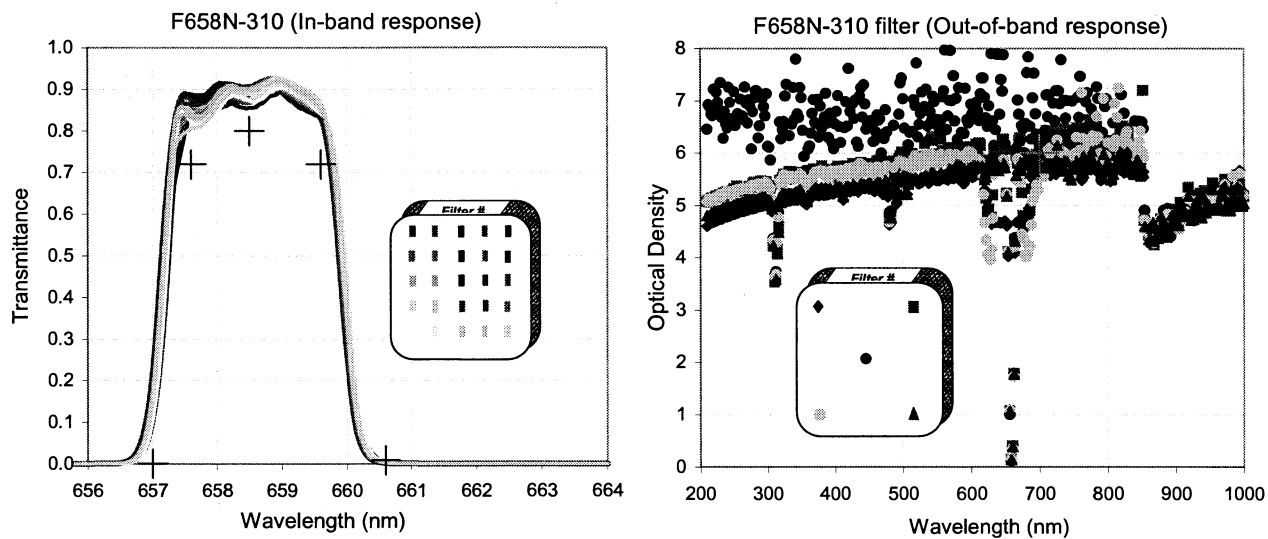 F658N-310 (In-band response)
1.0
0.9
0.8
0.7
0.6
0.5
0.4
0.3
0.2
0.1
0.0
Transmittance
Filter #
656 657 658 659 660 661 662 663 664
Wavelength (nm)
F658N-310 filter (Out-of-band response)
8
7
6
5
4
3
2
1
0
Optical Density
Filter #
200 300 400 500 600 700 800 900 1000
Wavelength (nm)